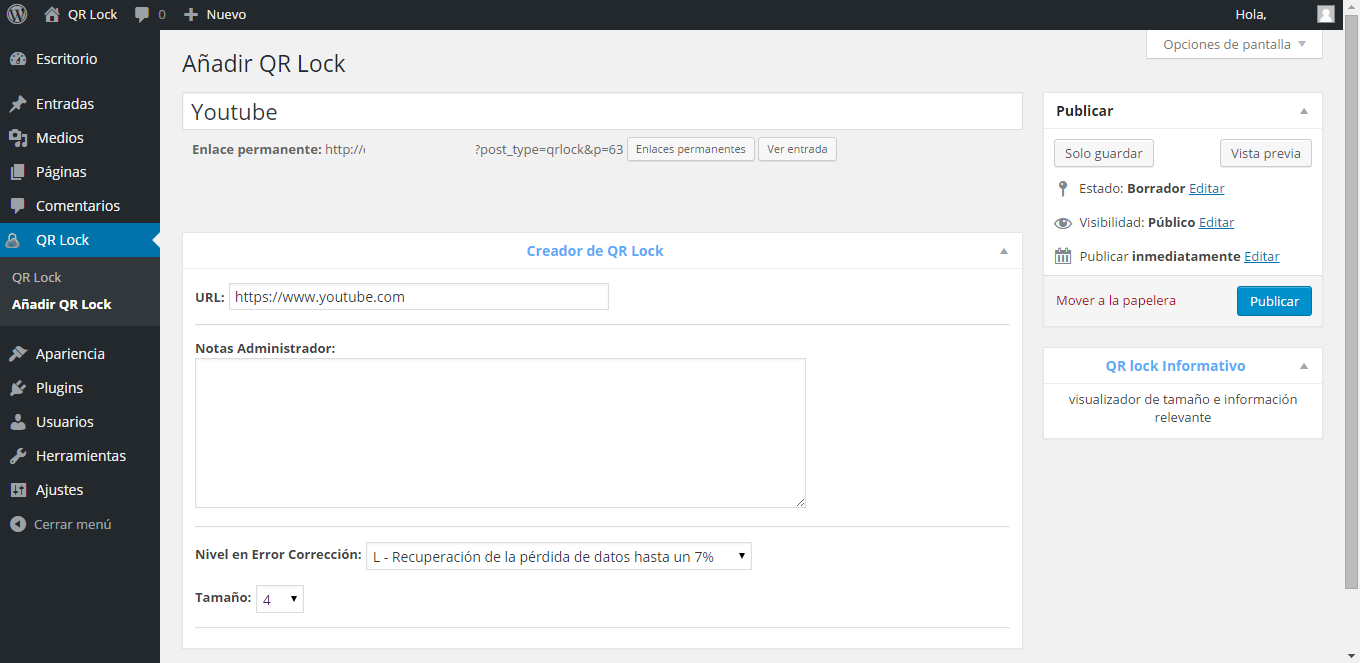 QR Lock 0 Nuevo Hola,
Escritorio
Entradas
Medios
Páginas
Comentarios
QR Lock
QR Lock
Añadir QR Lock
Apariencia
Plugins
Usuarios
Herramientas
Ajustes
Cerrar menú
Opciones de pantalla
Añadir QR Lock
Youtube
Enlace permanente: http:// ?post_type=qrlock&p=63 Enlaces permanentes Ver entrada
Creador de QR Lock
URL: https://www.youtube.com
Notas Administrador:
Nivel en Error Corrección: L - Recuperación de la pérdida de datos hasta un 7%
Tamaño: 4
Publicar
Solo guardar Vista previa
Estado: Borrador Editar
Visibilidad: Público Editar
Publicar inmediatamente Editar
Mover a la papelera Publicar
QR lock Informativo
visualizador de tamaño e información
relevante